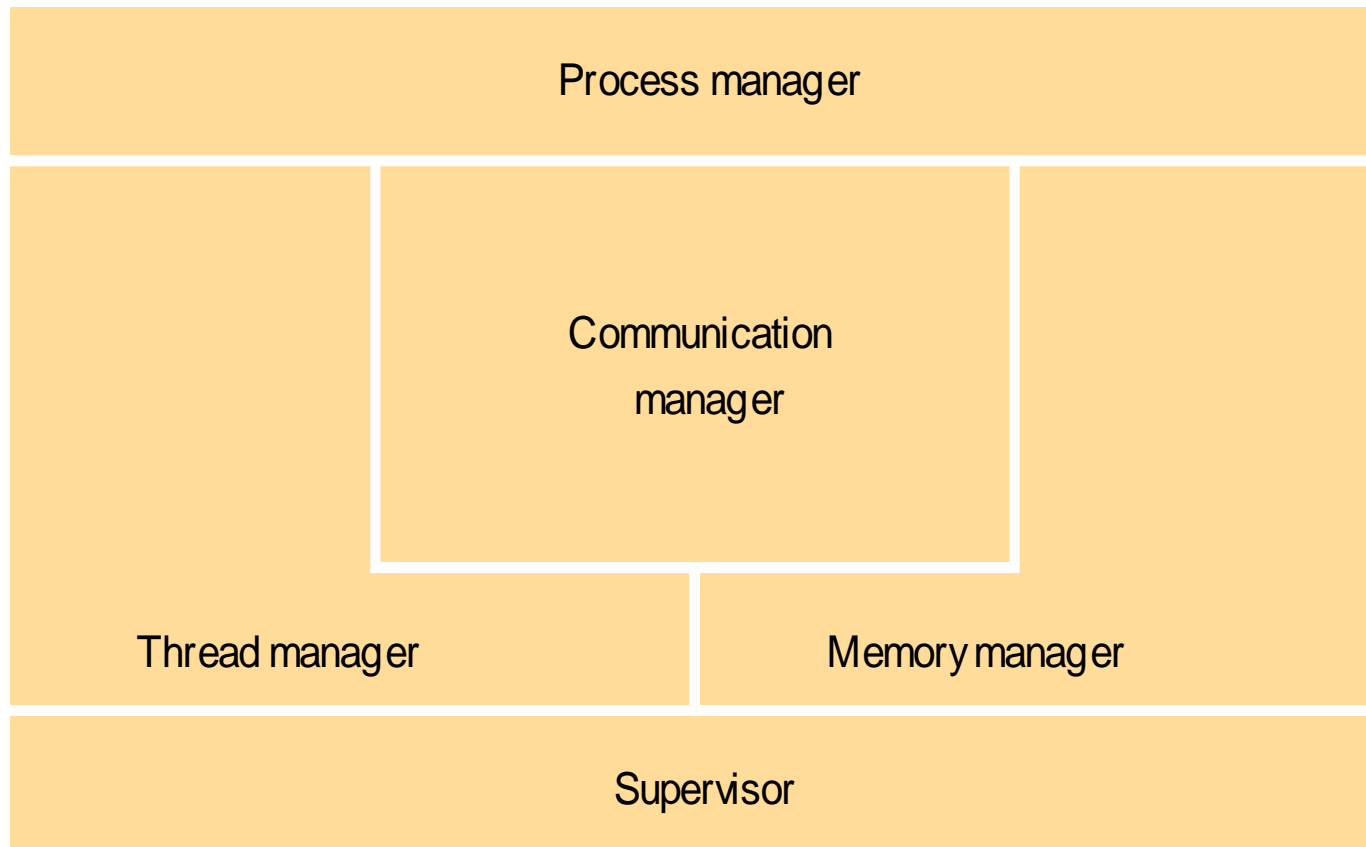 Process manager
Communication
manager
Thread manager
Memory manager
Supervisor